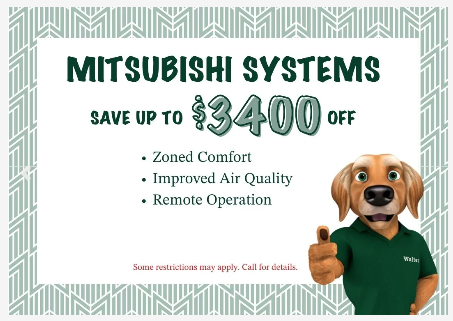 MITSUBISHI SYSTEMS
SAVE UP TO $3400 OFF
• Zoned Comfort
• Improved Air Quality
• Remote Operation
Some restrictions may apply. Call for details.
Walter